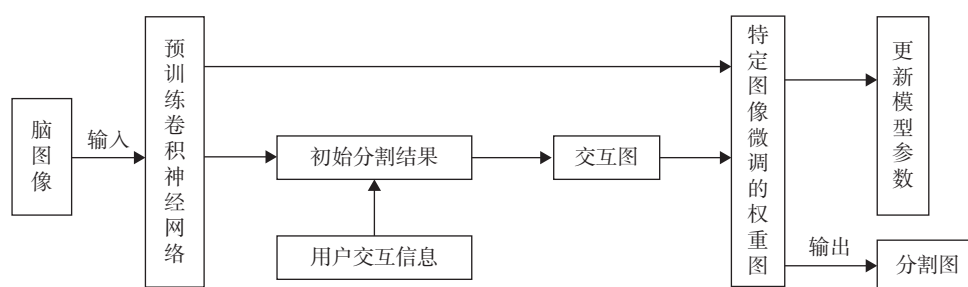 脑图像
输入
预训练卷积神经网络
初始分割结果
用户交互信息
交互图
特定图像微调的权重图
更新模型参数
输出
分割图